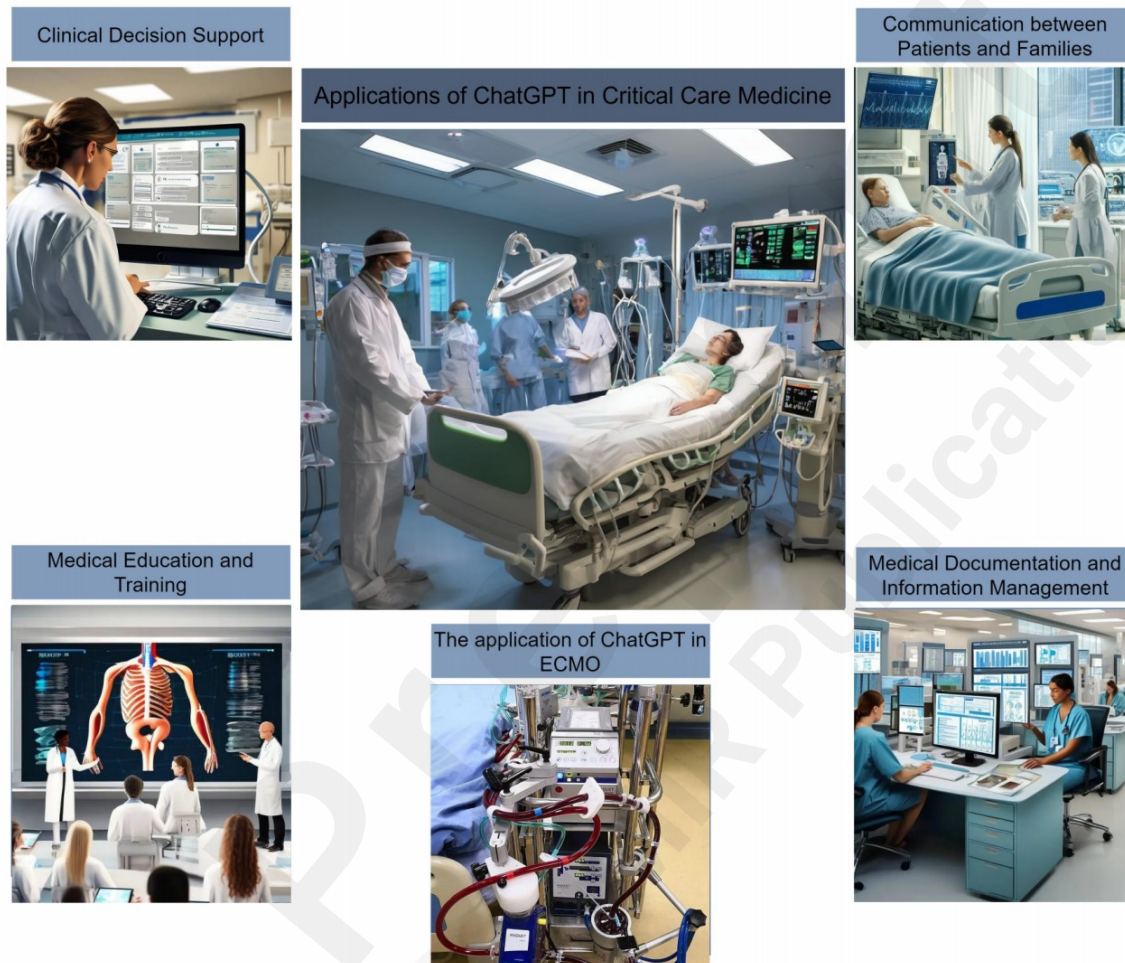 Clinical Decision Support
Communication between
Patients and Families
Applications of ChatGPT in Critical Care Medicine
Medical Education and
Training
Medical Documentation and
Information Management
The application of ChatGPT in
ECMO